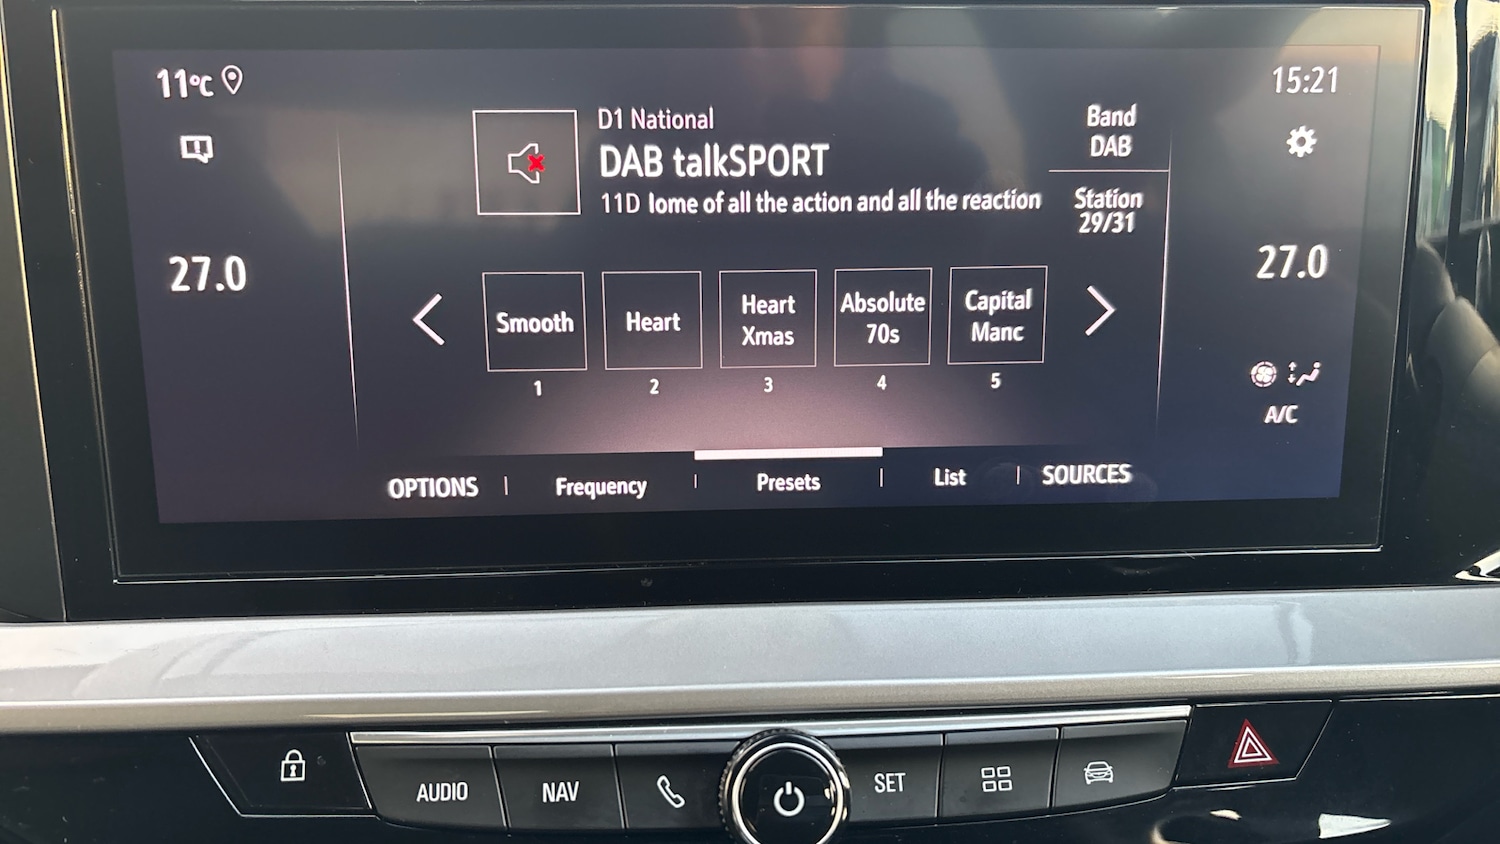 11°C
15:21
D1 National
DAB talkSPORT
11D lome of all the action and all the reaction
Band
DAB
Station
29/31
27.0
27.0
Smooth
Heart
Heart
Xmas
Absolute
70s
Capital
Manc
1
2
3
4
5
A/C
OPTIONS
Frequency
Presets
List
SOURCES
AUDIO
NAV
SET